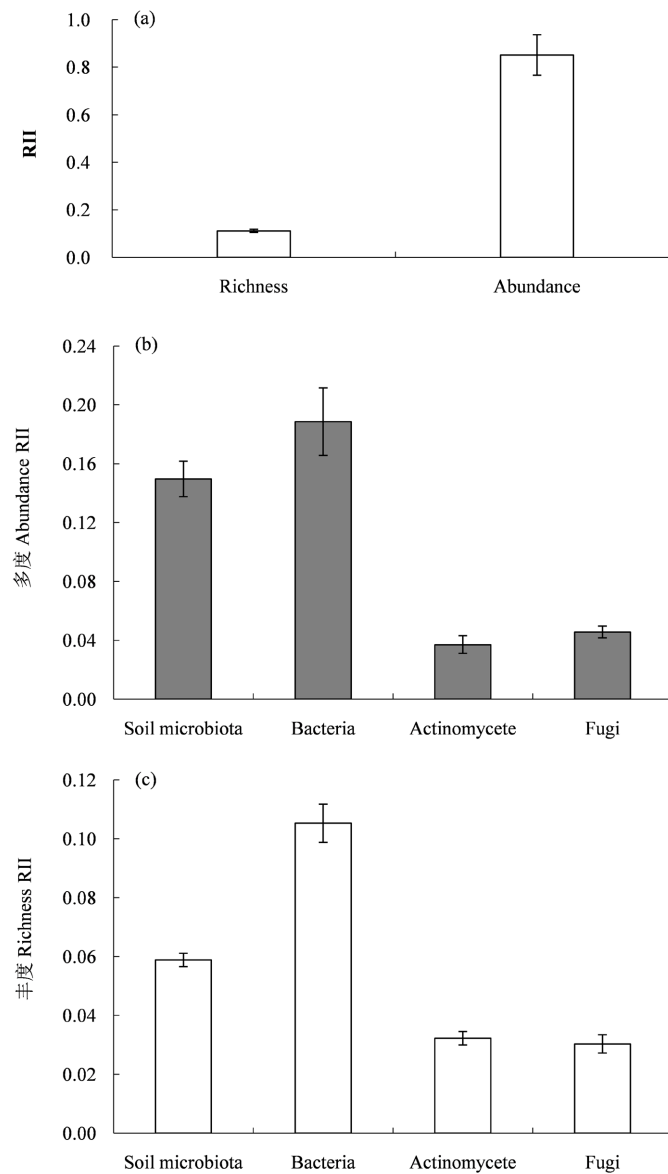 (a)
1.0
0.8
0.6
0.4
0.2
0.0
RII
Richness Abundance
(b)
0.24
0.20
0.16
0.12
0.08
0.04
0.00
多度 Abundance RII
Soil microbiota Bacteria Actinomycete Fugi
(c)
0.12
0.10
0.08
0.06
0.04
0.02
0.00
丰度 Richness RII
Soil microbiota Bacteria Actinomycete Fugi